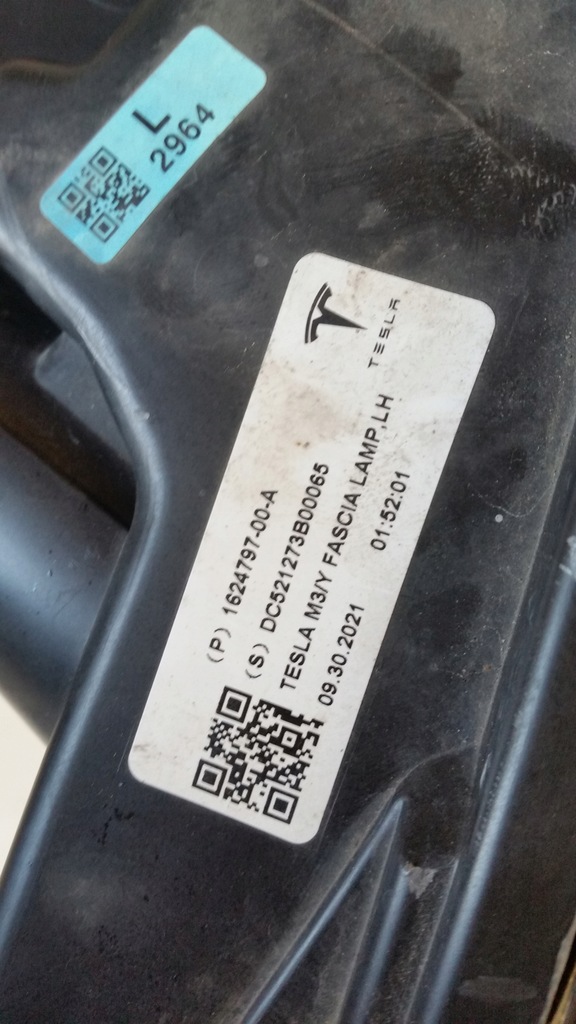 L
2964
TESLA
(P) 1624797-00-A
(S) DC521273B00065
TESLA M3/Y FASCIA LAMP,LH
09.30.2021 01:52:01